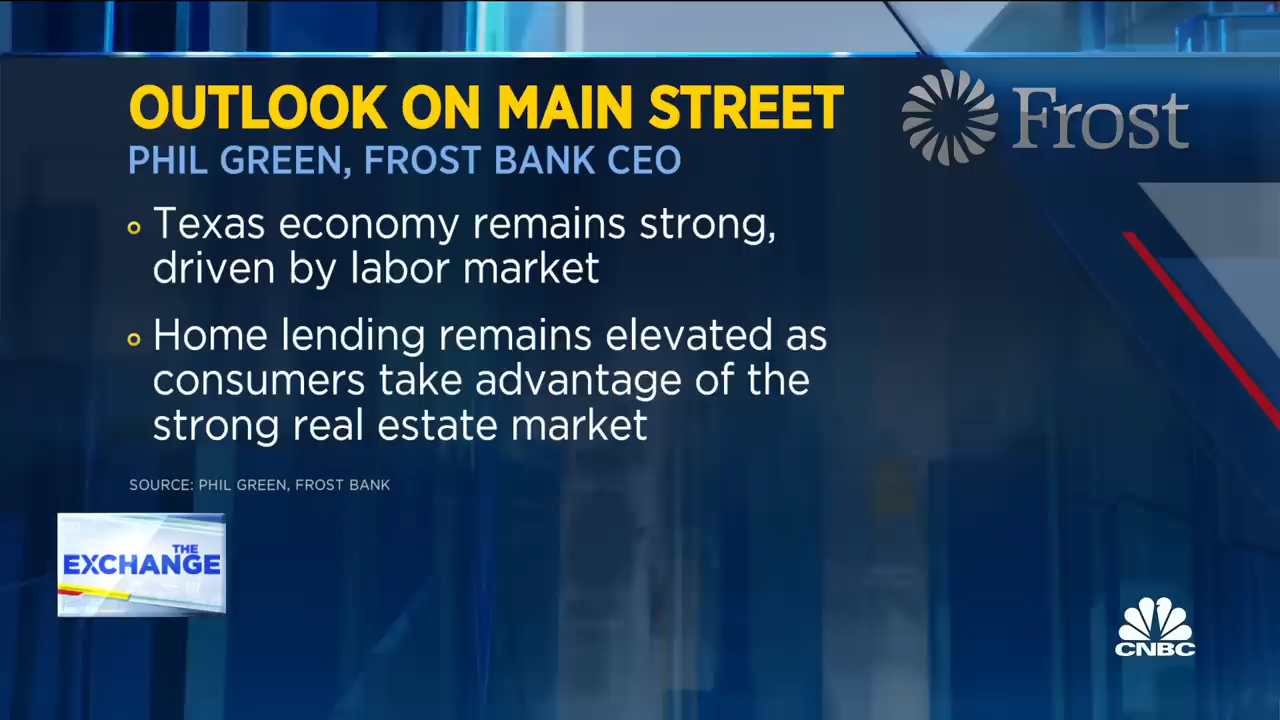 OUTLOOK ON MAIN STREET
Frost
PHIL GREEN, FROST BANK CEO
Texas economy remains strong,
driven by labor market
Home lending remains elevated as
consumers take advantage of the
strong real estate market
SOURCE: PHIL GREEN, FROST BANK
THE
EXCHANGE
CNBC